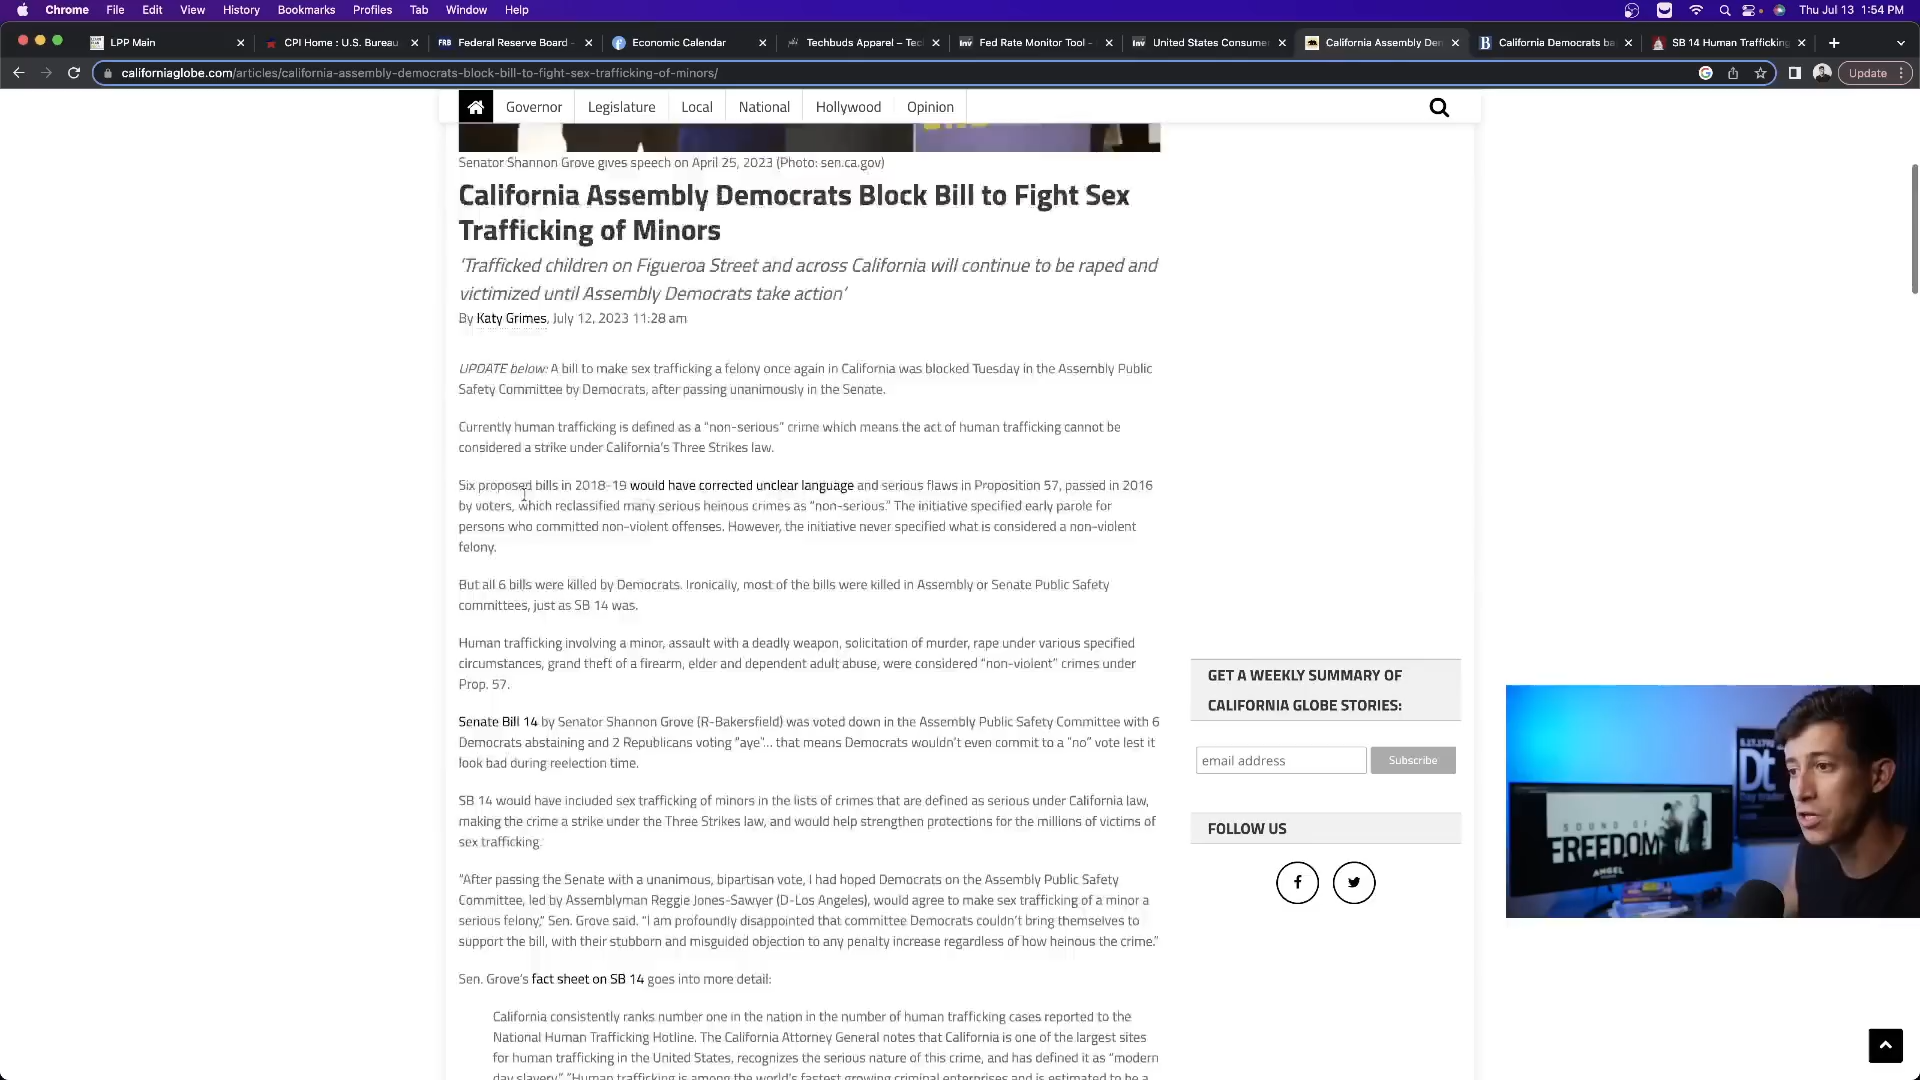 Chrome File Edit View History Bookmarks Profiles Tab Window Help Thu Jul 13 1:54 PM
LPP Main CPI Home : U.S. Bureau Federal Reserve Board - Economic Calendar Techbuds Apparel – Tec Fed Rate Monitor Tool - United States Consume California Assembly De California Democrats ba SB 14 Human Trafficking
californiaglobe.com/articles/california-assembly-democrats-block-bill-to-fight-sex-trafficking-of-minors/ Update
Governor Legislature Local National Hollywood Opinion
Senator Shannon Grove gives speech on April 25, 2023 (Photo: sen.ca.gov)
California Assembly Democrats Block Bill to Fight Sex
Trafficking of Minors
‘Trafficked children on Figueroa Street and across California will continue to be raped and
victimized until Assembly Democrats take action’
By Katy Grimes, July 12, 2023 11:28 am
UPDATE below: A bill to make sex trafficking a felony once again in California was blocked Tuesday in the Assembly Public
Safety Committee by Democrats, after passing unanimously in the Senate.
Currently human trafficking is defined as a “non-serious” crime which means the act of human trafficking cannot be
considered a strike under California’s Three Strikes law.
Six proposed bills in 2018-19 would have corrected unclear language and serious flaws in Proposition 57, passed in 2016
by voters, which reclassified many serious heinous crimes as “non-serious.” The initiative specified early parole for
persons who committed non-violent offenses. However, the initiative never specified what is considered a non-violent
felony.
But all 6 bills were killed by Democrats. Ironically, most of the bills were killed in Assembly or Senate Public Safety
committees, just as SB 14 was.
Human trafficking involving a minor, assault with a deadly weapon, solicitation of murder, rape under various specified
circumstances, grand theft of a firearm, elder and dependent adult abuse, were considered “non-violent” crimes under
Prop. 57.
Senate Bill 14 by Senator Shannon Grove (R-Bakersfield) was voted down in the Assembly Public Safety Committee with 6
Democrats abstaining and 2 Republicans voting “aye”… that means Democrats wouldn’t even commit to a “no” vote lest it
look bad during reelection time.
SB 14 would have included sex trafficking of minors in the lists of crimes that are defined as serious under California law,
making the crime a strike under the Three Strikes law, and would help strengthen protections for the millions of victims of
sex trafficking.
“After passing the Senate with a unanimous, bipartisan vote, I had hoped Democrats on the Assembly Public Safety
Committee, led by Assemblyman Reggie Jones-Sawyer (D-Los Angeles), would agree to make sex trafficking of a minor a
serious felony,” Sen. Grove said. “I am profoundly disappointed that committee Democrats couldn’t bring themselves to
support the bill, with their stubborn and misguided objection to any penalty increase regardless of how heinous the crime.”
Sen. Grove’s fact sheet on SB 14 goes into more detail:
California consistently ranks number one in the nation in the number of human trafficking cases reported to the
National Human Trafficking Hotline. The California Attorney General notes that California is one of the largest sites
for human trafficking in the United States, recognizes the serious nature of this crime, and has defined it as “modern
day slavery.” “Human trafficking is among the world’s fastest growing criminal enterprises and is estimated to be a
GET A WEEKLY SUMMARY OF
CALIFORNIA GLOBE STORIES:
email address Subscribe
FOLLOW US
SOUND OF
FREEDOM
ANGEL
Dt